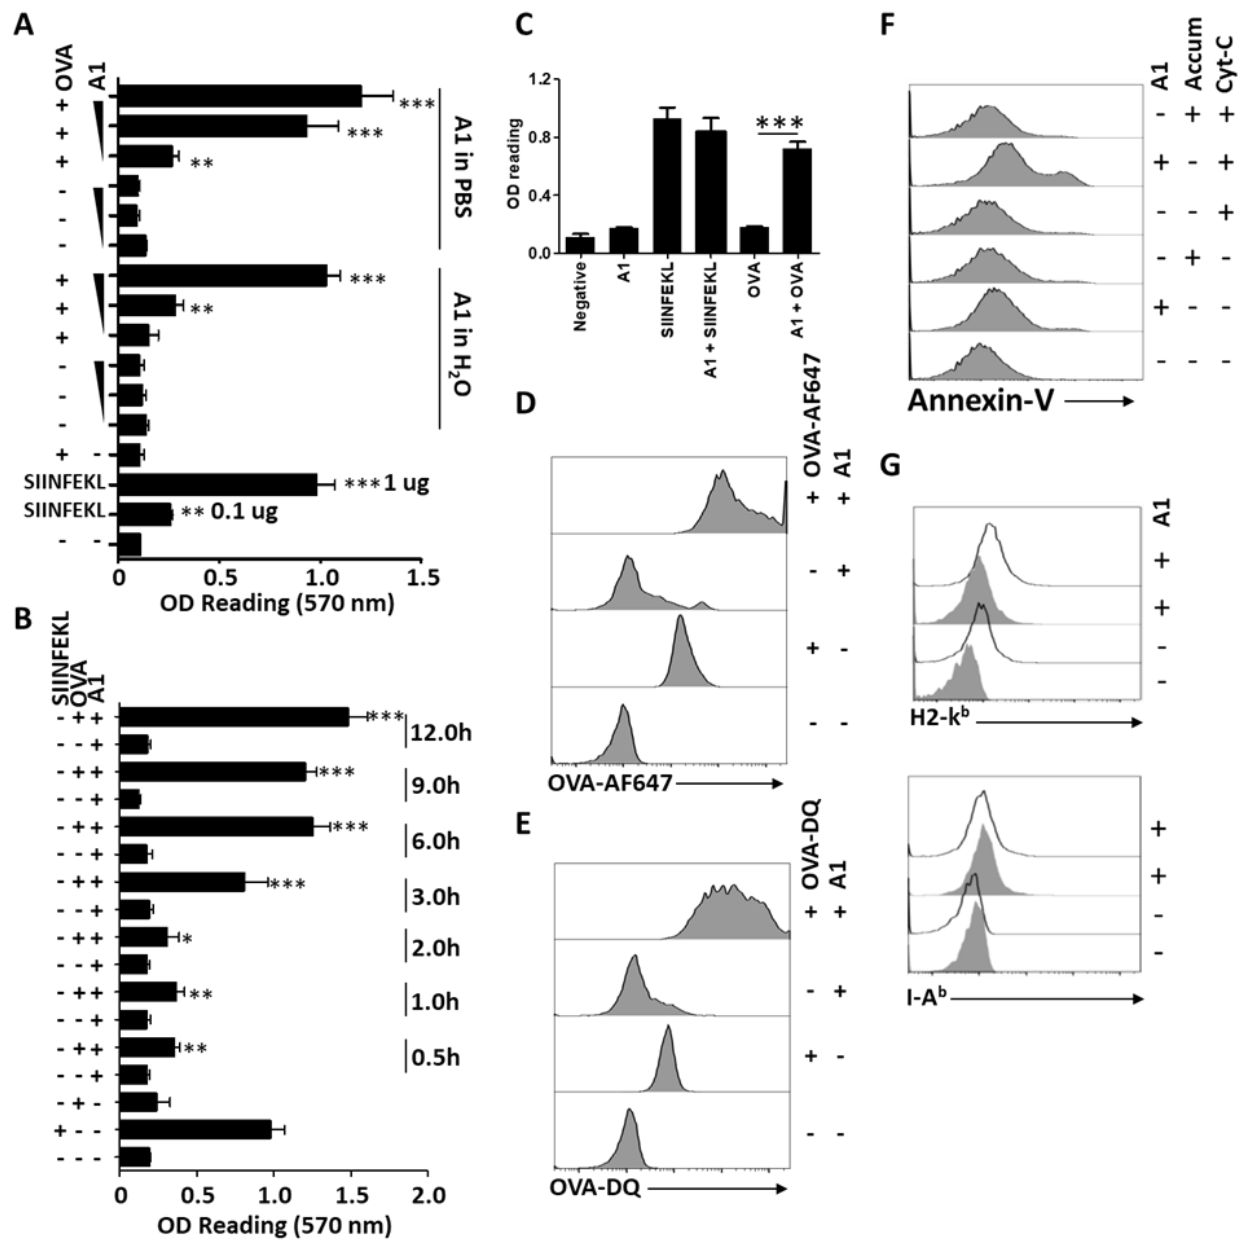 A
OVA
A1
+
***
+
***
+
**
-
-
-
A1 in PBS
+
***
+
**
+
-
-
-
A1 in H2O
+ -
SIINFEKL
*** 1 ug
SIINFEKL
** 0.1 ug
- -
0 0.5 1.0 1.5
OD Reading (570 nm)
B
SIINFEKL
OVA
A1
- + + *** 12.0h
- - +
- + + *** 9.0h
- - +
- + + *** 6.0h
- - +
- + + *** 3.0h
- - +
- + + * 2.0h
- - +
- + + ** 1.0h
- - +
- + + ** 0.5h
- - +
- + -
+ - -
- - -
0 0.5 1.0 1.5 2.0
OD Reading (570 nm)
C
OD reading
1.2
0.8
0.4
0.0
***
Negative
A1
SIINFEKL
A1 + SIINFEKL
OVA
A1 + OVA
D
OVA-AF647
A1
+ +
- +
+ -
- -
OVA-AF647
E
OVA-DQ
A1
+ +
- +
+ -
- -
OVA-DQ
F
A1
Accum
Cyt-C
- + +
+ - +
- - +
- + -
+ - -
- - -
Annexin-V
G
A1
+
+
-
-
H2-kb
+
+
-
-
I-Ab